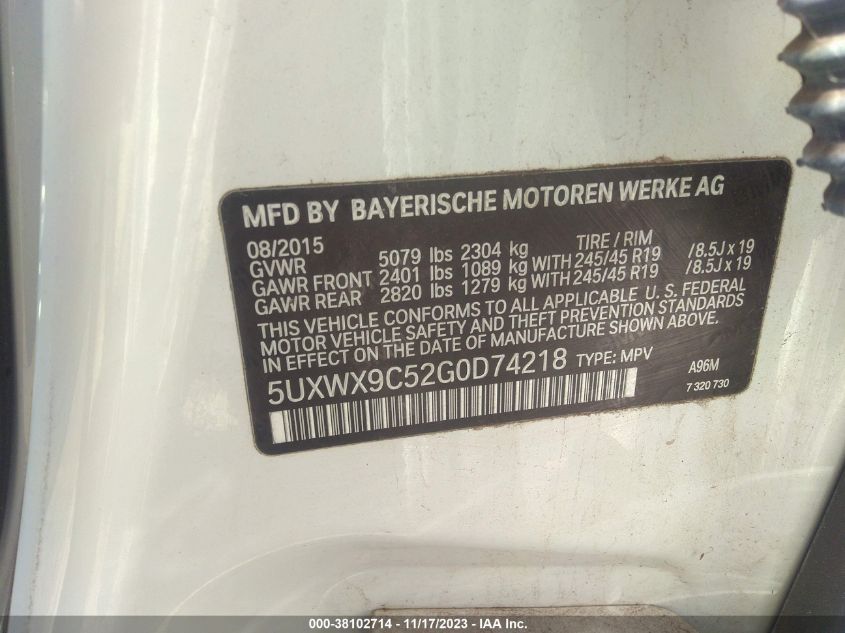 MFD BY BAYERISCHE MOTOREN WERKE AG
08/2015 TIRE / RIM
GVWR 5079 lbs 2304 kg
GAWR FRONT 2401 lbs 1089 kg WITH 245/45 R19 / 8.5J x 19
GAWR REAR 2820 lbs 1279 kg WITH 245/45 R19 / 8.5J x 19
THIS VEHICLE CONFORMS TO ALL APPLICABLE U. S. FEDERAL
MOTOR VEHICLE SAFETY AND THEFT PREVENTION STANDARDS
IN EFFECT ON THE DATE OF MANUFACTURE SHOWN ABOVE.
5UXWX9C52G0D74218 TYPE: MPV A96M
7 320 730
000-38102714 - 11/17/2023 - IAA Inc.